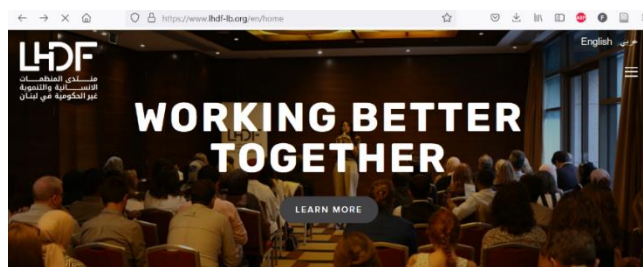 https://www.lhdf-lb.org/en/home
English عربي
LHDF
منتدى المنظمات
الانسانية والتنموية
غير الحكومية في لبنان
WORKING BETTER
TOGETHER
LEARN MORE